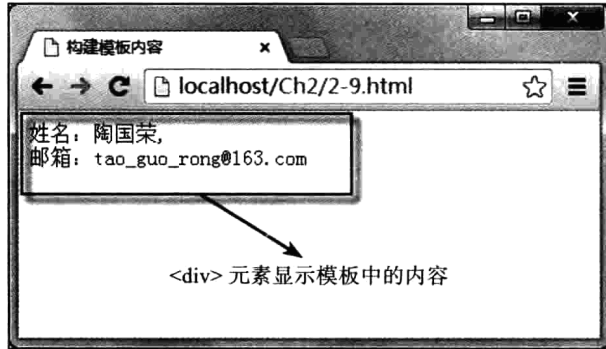 构建模板内容
localhost/Ch2/2-9.html
姓名：陶国荣,
邮箱：tao_guo_rong@163.com
<div> 元素显示模板中的内容